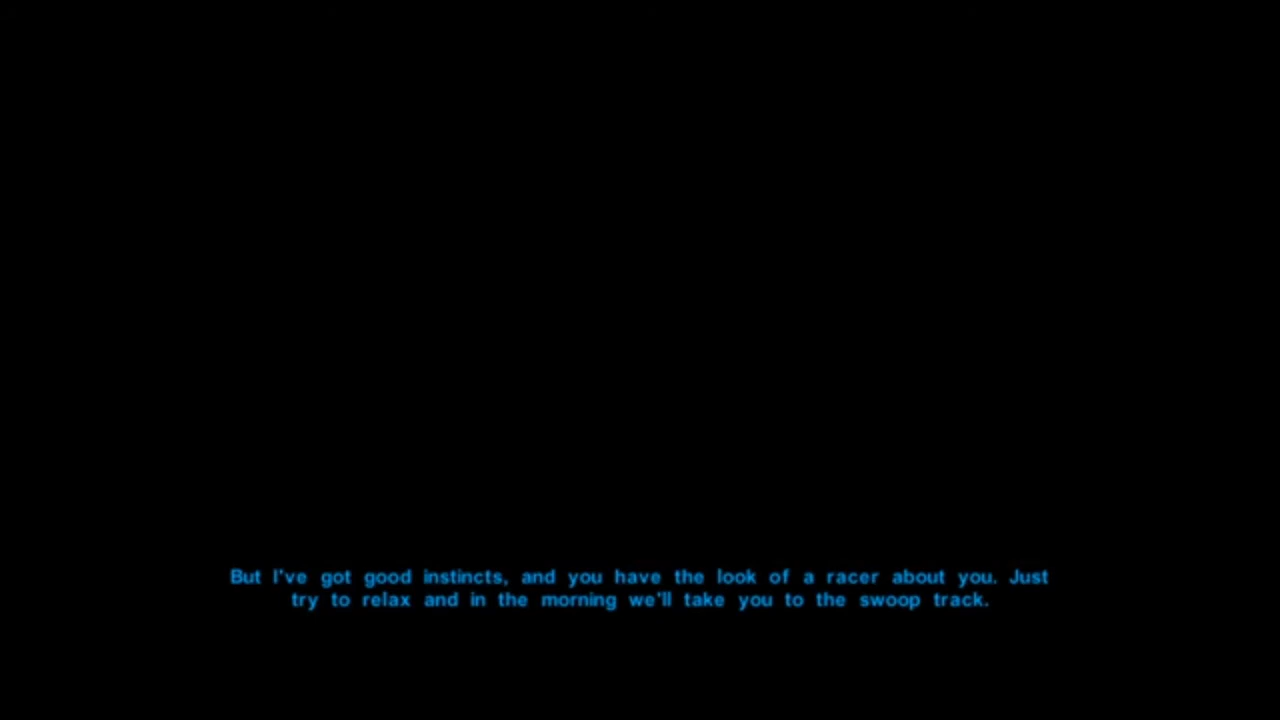 But I've got good instincts, and you have the look of a racer about you. Just
try to relax and in the morning we'll take you to the swoop track.